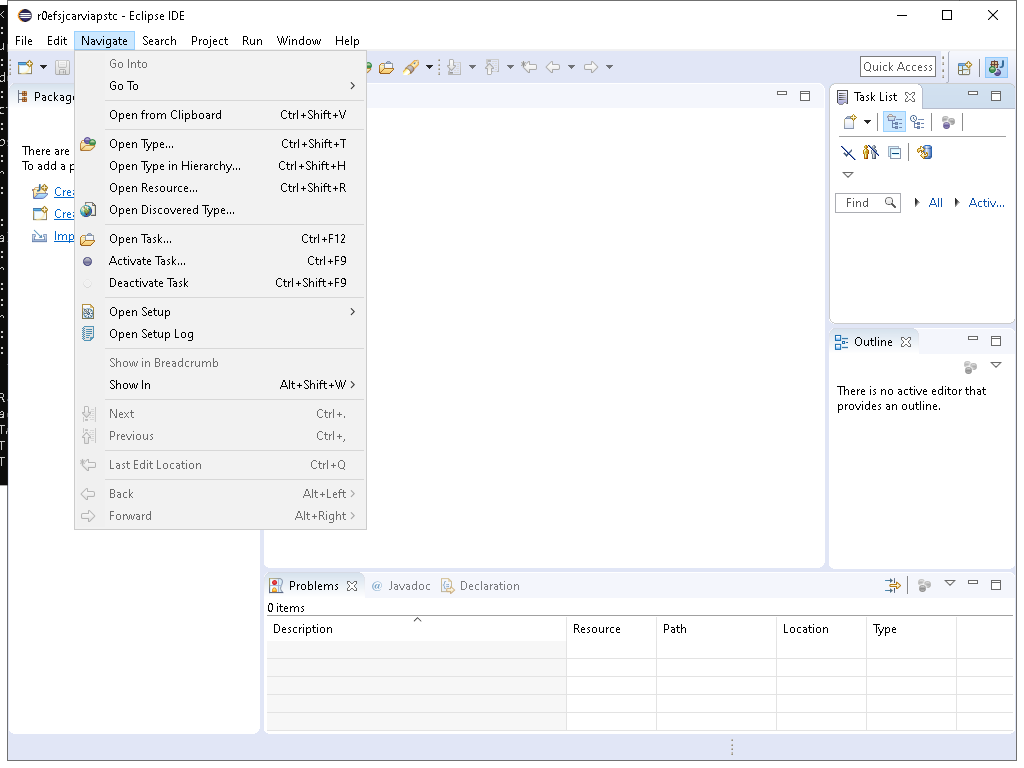 r0efsjcarviapstc - Eclipse IDE
File Edit Navigate Search Project Run Window Help
Quick Access
Go Into
Go To
Open from Clipboard Ctrl+Shift+V
Open Type... Ctrl+Shift+T
Open Type in Hierarchy... Ctrl+Shift+H
Open Resource... Ctrl+Shift+R
Open Discovered Type...
Open Task... Ctrl+F12
Activate Task... Ctrl+F9
Deactivate Task Ctrl+Shift+F9
Open Setup
Open Setup Log
Show in Breadcrumb
Show In Alt+Shift+W
Next Ctrl+.
Previous Ctrl+,
Last Edit Location Ctrl+Q
Back Alt+Left
Forward Alt+Right
Package
There are
To add a p
Crea
Crea
Imp
Task List
Find All Activ...
Outline
There is no active editor that
provides an outline.
Problems @ Javadoc Declaration
0 items
Description Resource Path Location Type